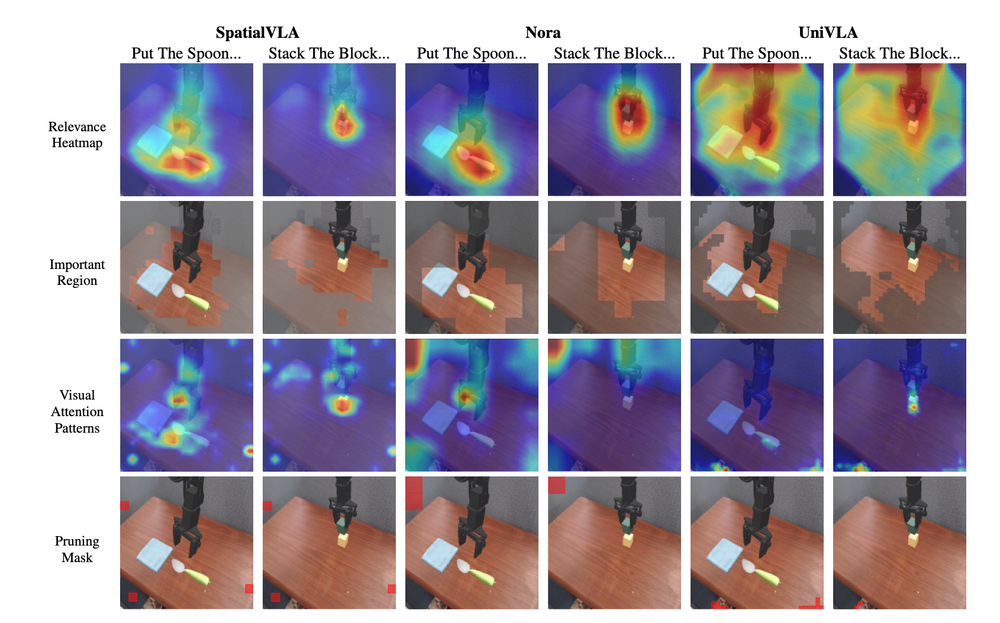 SpatialVLA
Nora
UniVLA
Put The Spoon...
Stack The Block...
Put The Spoon...
Stack The Block...
Put The Spoon...
Stack The Block...
Relevance
Heatmap
Important
Region
Visual
Attention
Patterns
Pruning
Mask